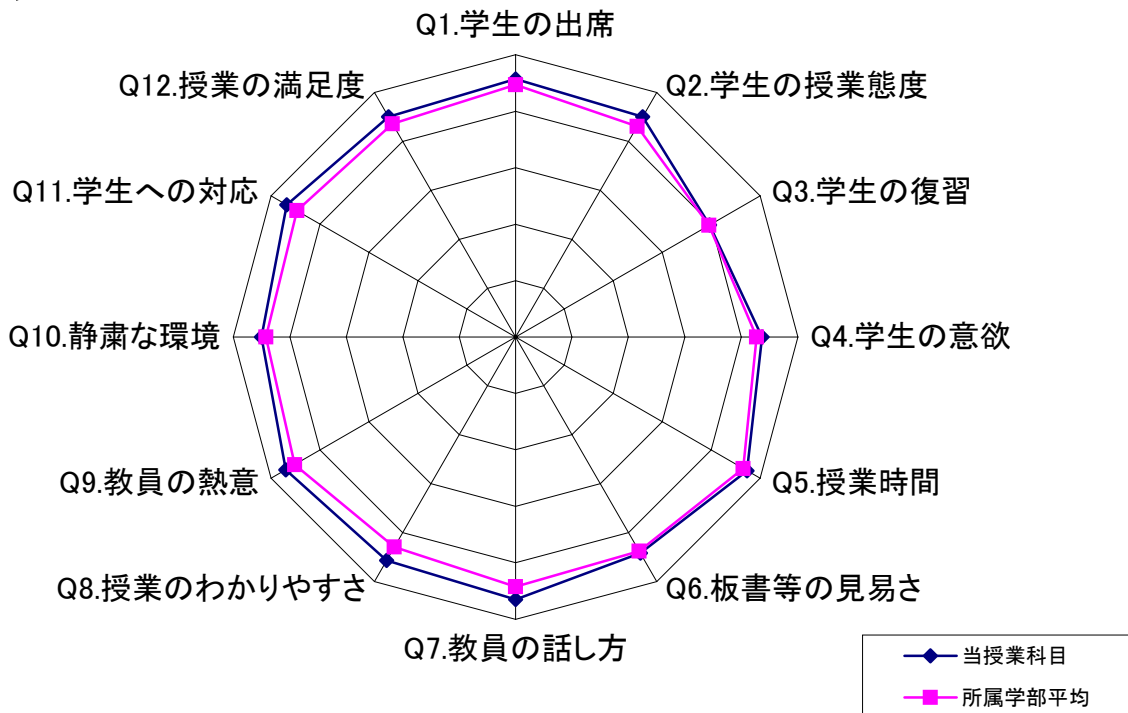 Q1.学生の出席
Q2.学生の授業態度
Q3.学生の復習
Q4.学生の意欲
Q5.授業時間
Q6.板書等の見易さ
Q7.教員の話し方
Q8.授業のわかりやすさ
Q9.教員の熱意
Q10.静粛な環境
Q11.学生への対応
Q12.授業の満足度
当授業科目
所属学部平均